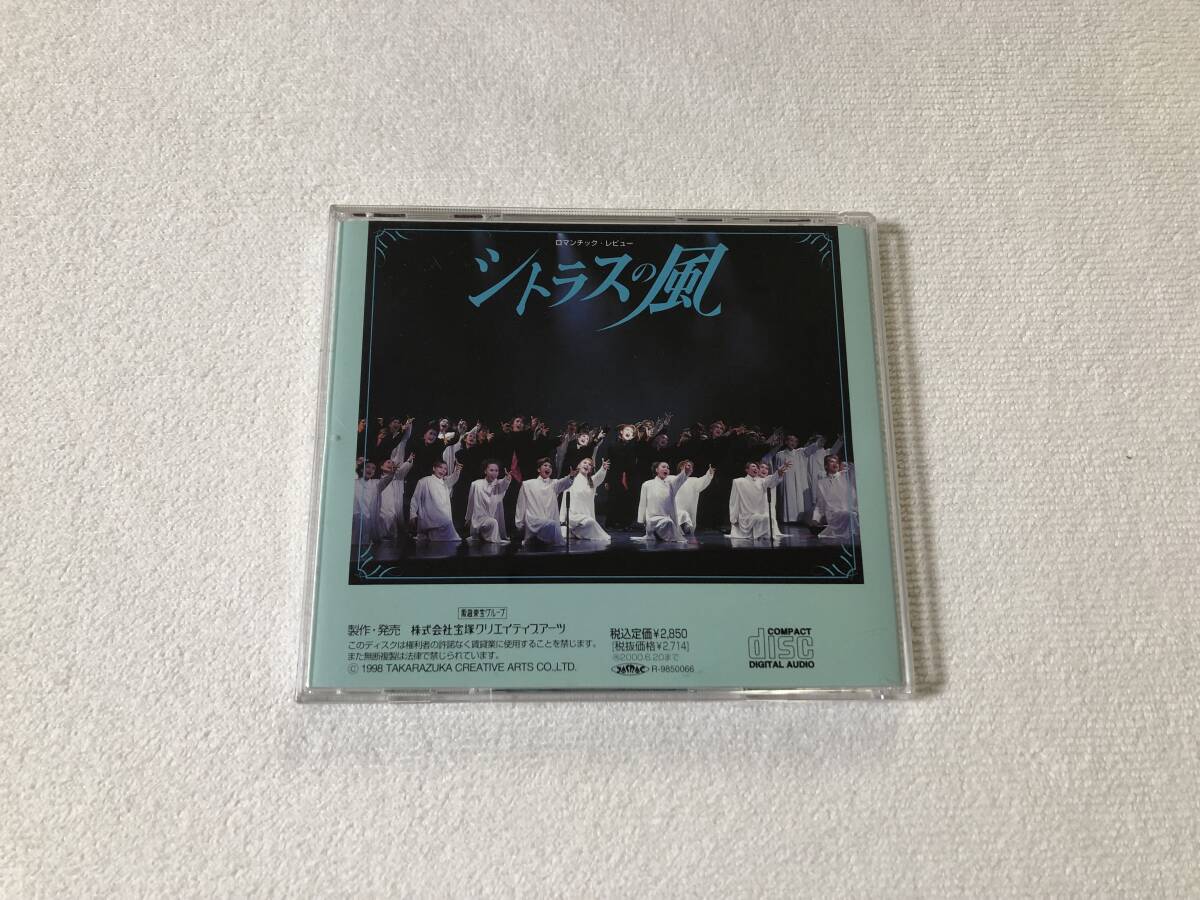 ロマンチック・レビュー
シトラスの風
阪急東宝グループ
製作・発売 株式会社宝塚クリエイティブアーツ
このディスクは権利者の許諾なく賃貸業に使用することを禁じます。
また無断複製は法律で禁じられています。
© 1998 TAKARAZUKA CREATIVE ARTS CO.,LTD.
税込定価¥2,850
[税抜価格¥2,714]
㊐2000.6.20まで
JASRAC R-9850066
COMPACT
disc
DIGITAL AUDIO